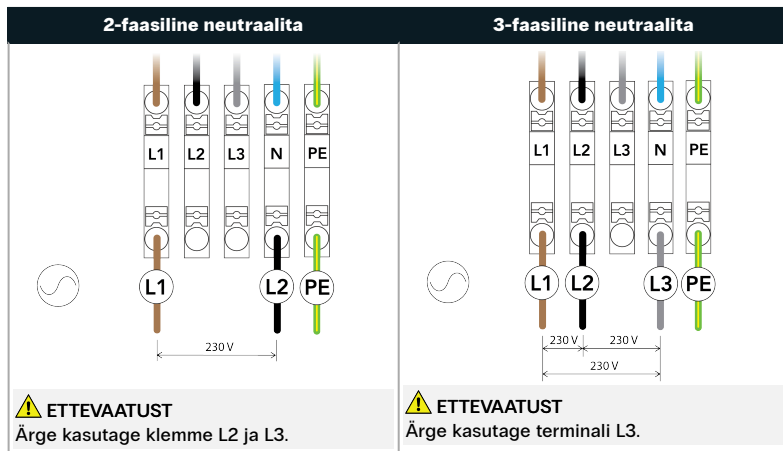 2-faasiline neutraalita
L1 L2 L3 N PE
L1 L2 PE
230 V
ETTEVAATUST
Ärge kasutage klemme L2 ja L3.
3-faasiline neutraalita
L1 L2 L3 N PE
L1 L2 L3 PE
230 V 230 V
230 V
ETTEVAATUST
Ärge kasutage terminali L3.